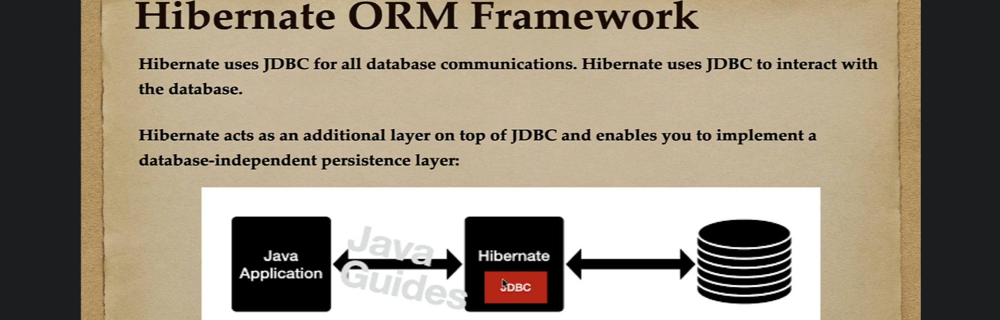 Hibernate ORM Framework
Hibernate uses JDBC for all database communications. Hibernate uses JDBC to interact with
the database.
Hibernate acts as an additional layer on top of JDBC and enables you to implement a
database-independent persistence layer:
Java
Application
Java
Guides
Hibernate
JDBC